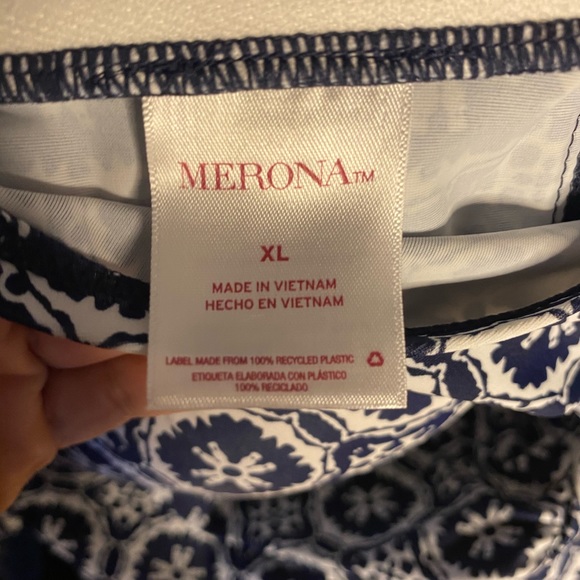 MERONA™
XL
MADE IN VIETNAM
HECHO EN VIETNAM
LABEL MADE FROM 100% RECYCLED PLASTIC
ETIQUETA ELABORADA CON PLÁSTICO
100% RECICLADO